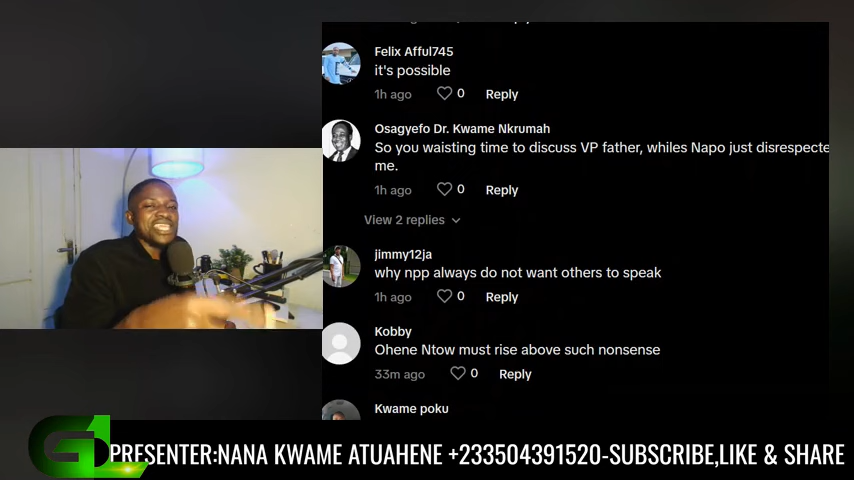 Felix Afful745
it's possible
1h ago 0 Reply
Osagyefo Dr. Kwame Nkrumah
So you waisting time to discuss VP father, whiles Napo just disrespecte
me.
1h ago 0 Reply
View 2 replies
jimmy12ja
why npp always do not want others to speak
1h ago 0 Reply
Kobby
Ohene Ntow must rise above such nonsense
33m ago 0 Reply
Kwame poku
PRESENTER:NANA KWAME ATUAHENE +233504391520-SUBSCRIBE,LIKE & SHARE